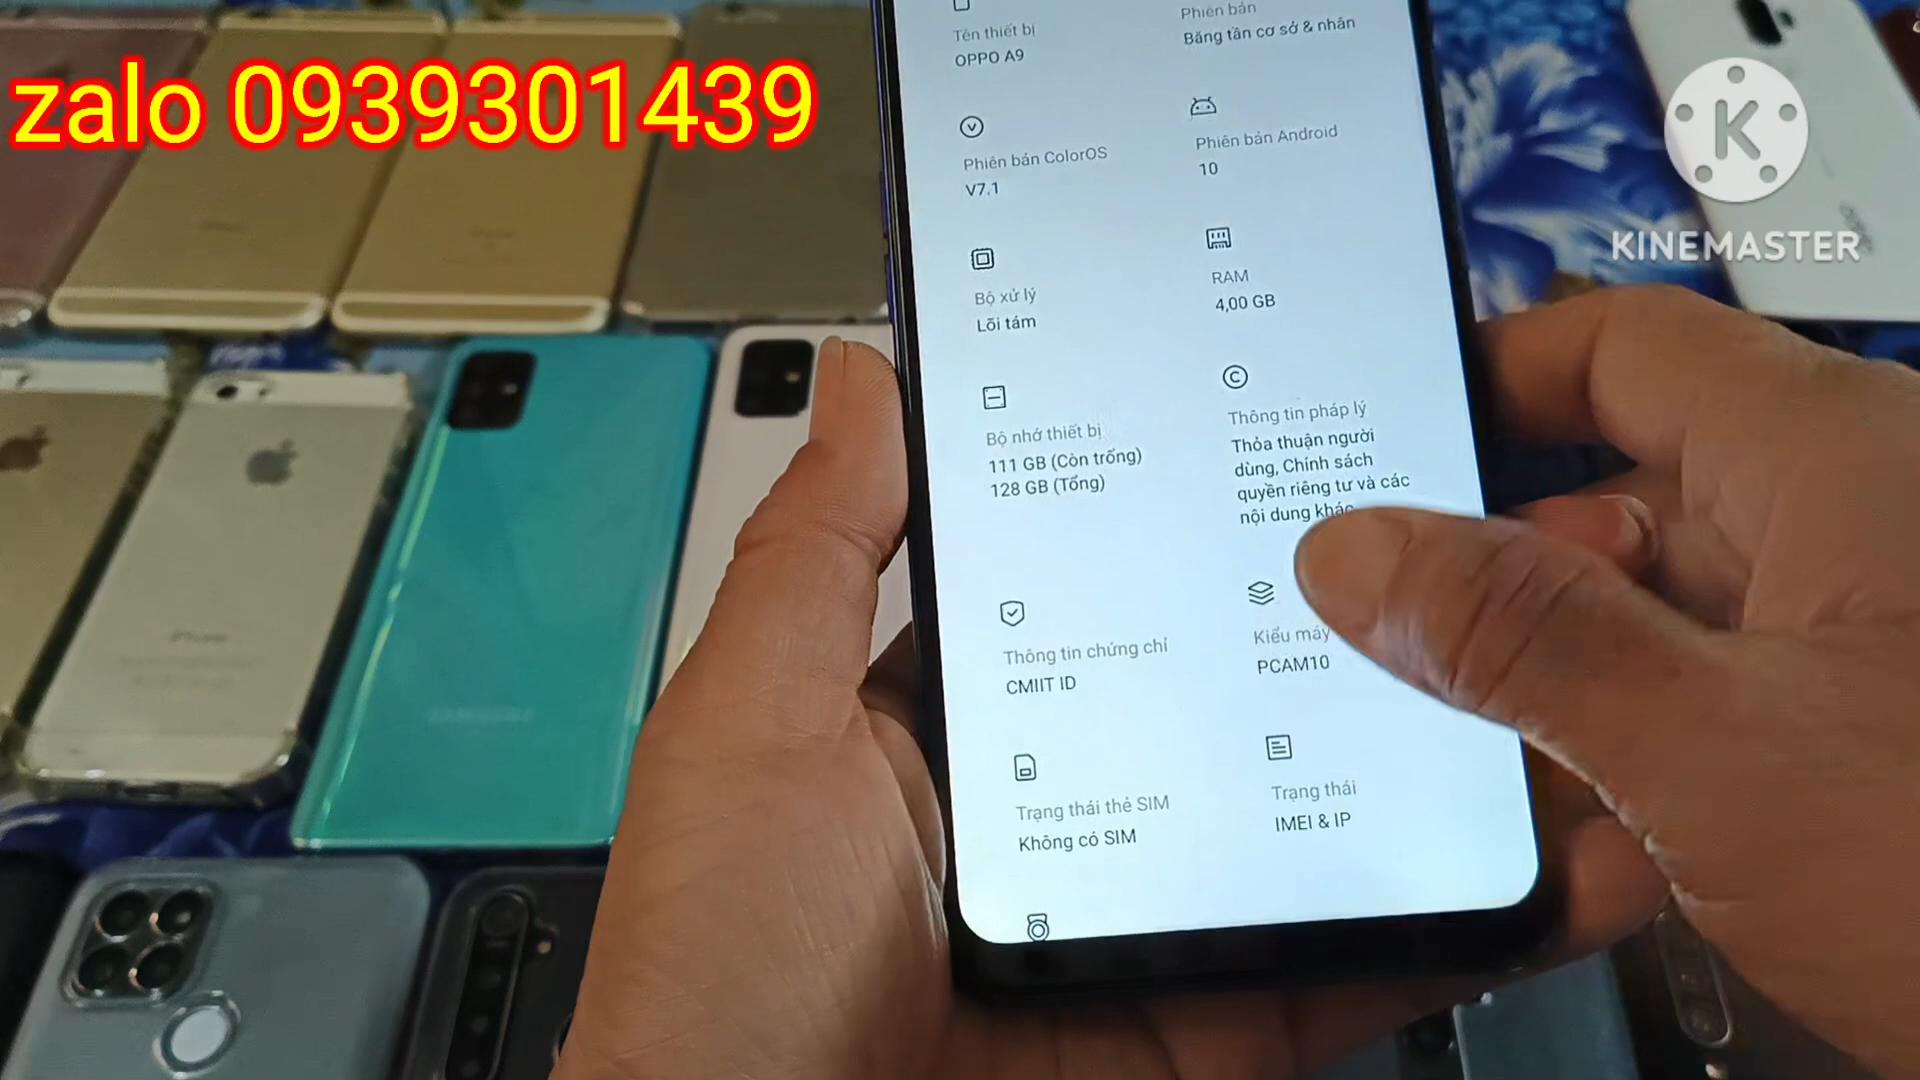 zalo 0939301439
KINEMASTER
Tên thiết bị
OPPO A9
Phiên bản
Băng tần cơ sở & nhân
Phiên bản ColorOS
V7.1
Phiên bản Android
10
Bộ xử lý
Lõi tám
RAM
4,00 GB
Bộ nhớ thiết bị
111 GB (Còn trống)
128 GB (Tổng)
Thông tin pháp lý
Thỏa thuận người
dùng, Chính sách
quyền riêng tư và các
nội dung khác
Thông tin chứng chỉ
CMIIT ID
Kiểu máy
PCAM10
Trạng thái thẻ SIM
Không có SIM
Trạng thái
IMEI & IP
iPhone
SAMSUNG